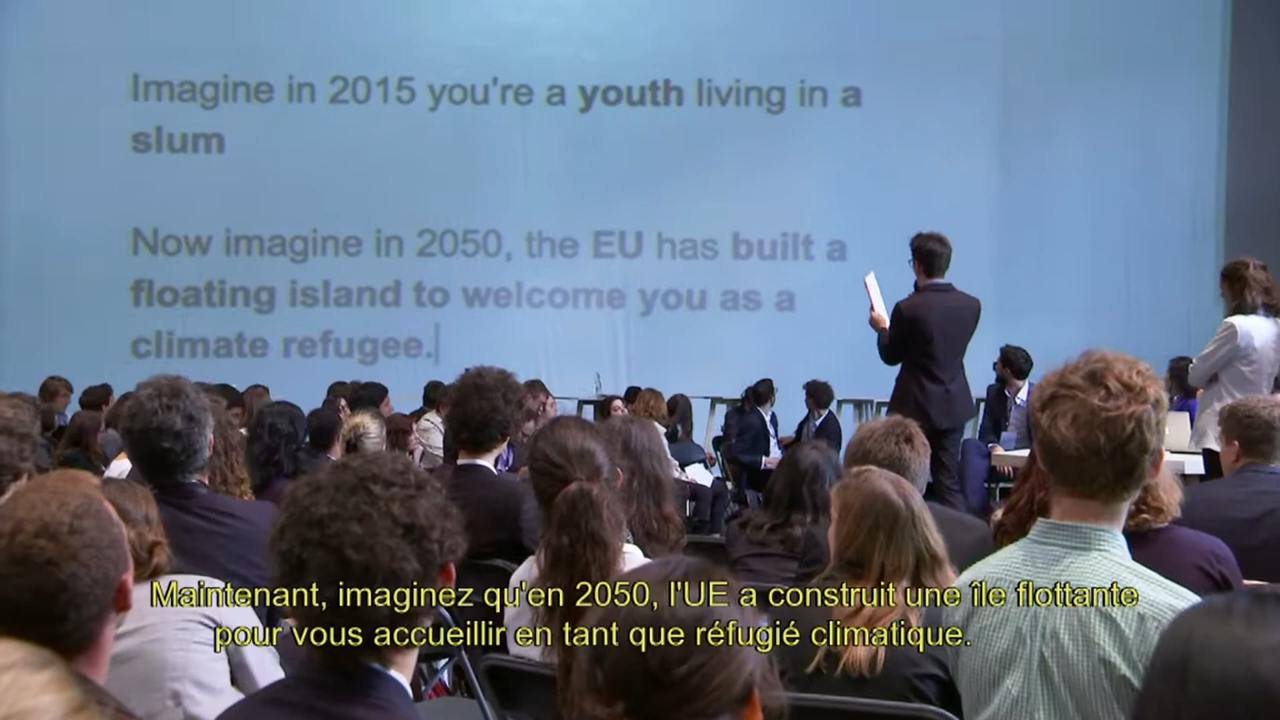 Imagine in 2015 you're a youth living in a
slum
Now imagine in 2050, the EU has built a
floating island to welcome you as a
climate refugee.
Maintenant, imaginez qu'en 2050, l'UE a construit une île flottante
pour vous accueillir en tant que réfugié climatique.